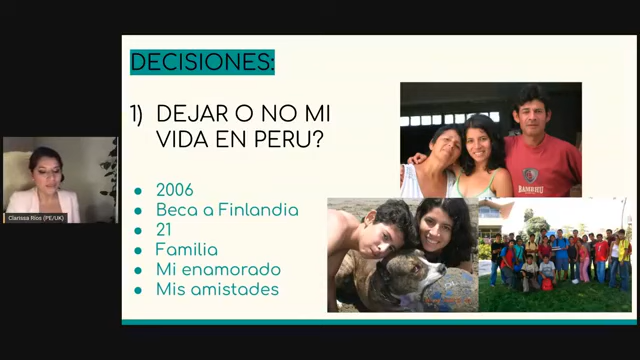 DECISIONES:
1) DEJAR O NO MI
VIDA EN PERU?
● 2006
● Beca a Finlandia
● 21
● Familia
● Mi enamorado
● Mis amistades
Clarissa Rios (PE/UK)